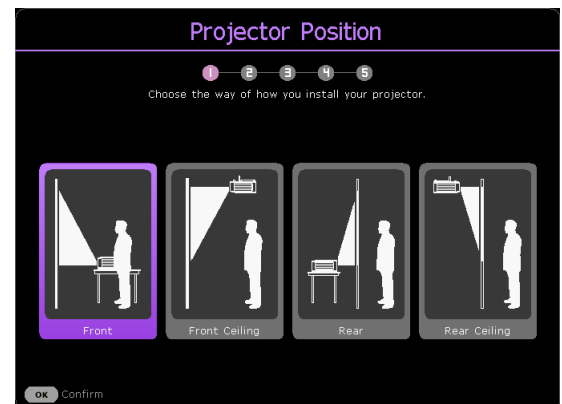 Projector Position
1 2 3 4 5
Choose the way of how you install your projector.
Front
Front Ceiling
Rear
Rear Ceiling
OK Confirm